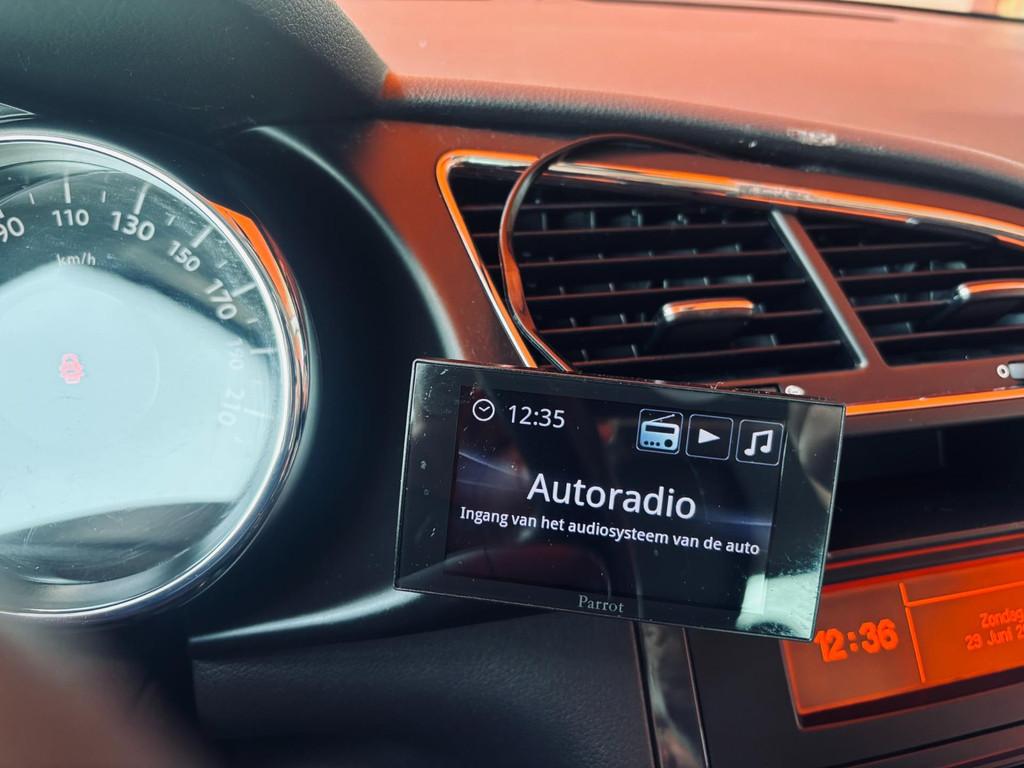 90
110
130
150
170
190
210
km/h
12:35
Autoradio
Ingang van het audiosysteem van de auto
Parrot
12:36
Zondag
29 Juni 2